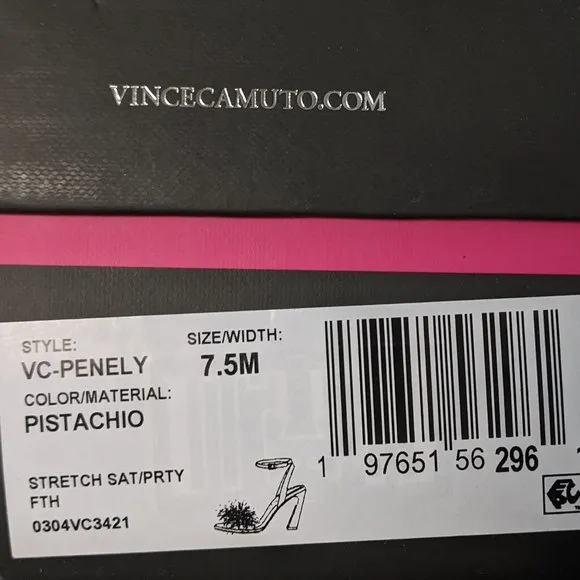 VINCECAMUTO.COM
STYLE:
VC-PENELY
SIZE/WIDTH:
7.5M
COLOR/MATERIAL:
PISTACHIO
STRETCH SAT/PRTY
FTH
0304VC3421
1 97651 56 296